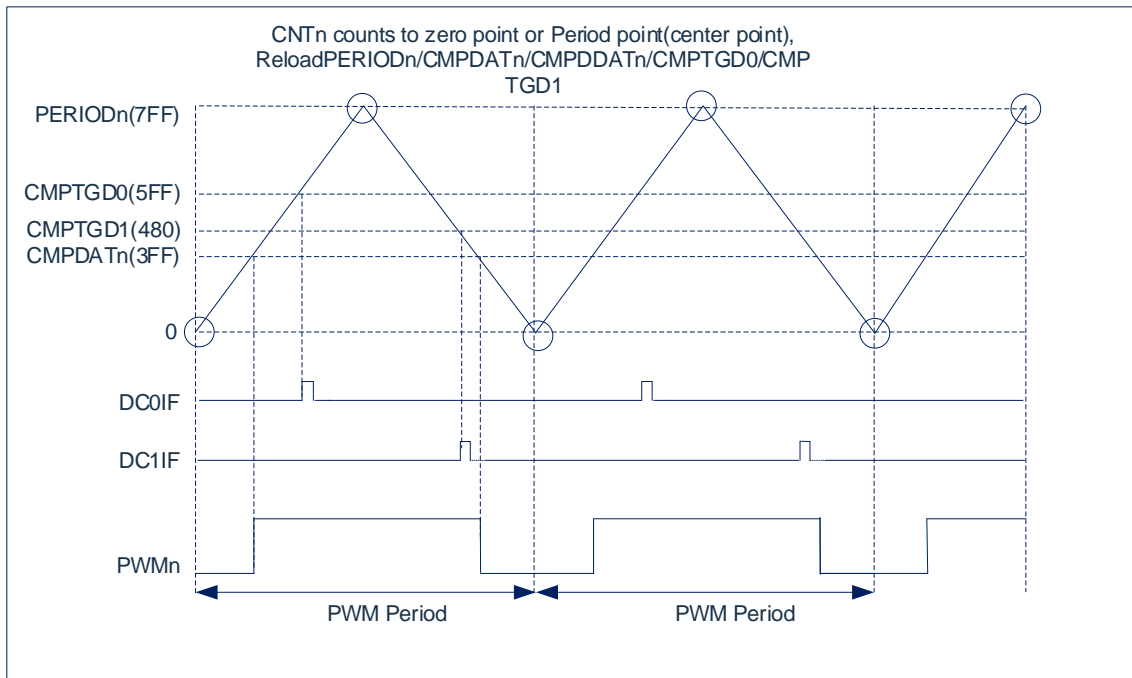 CNTn counts to zero point or Period point(center point),
ReloadPERIODn/CMPDATn/CMPDDATn/CMPTGD0/CMP
TGD1
PERIODn(7FF)
CMPTGD0(5FF)
CMPTGD1(480)
CMPDATn(3FF)
0
DC0IF
DC1IF
PWMn
PWM Period
PWM Period